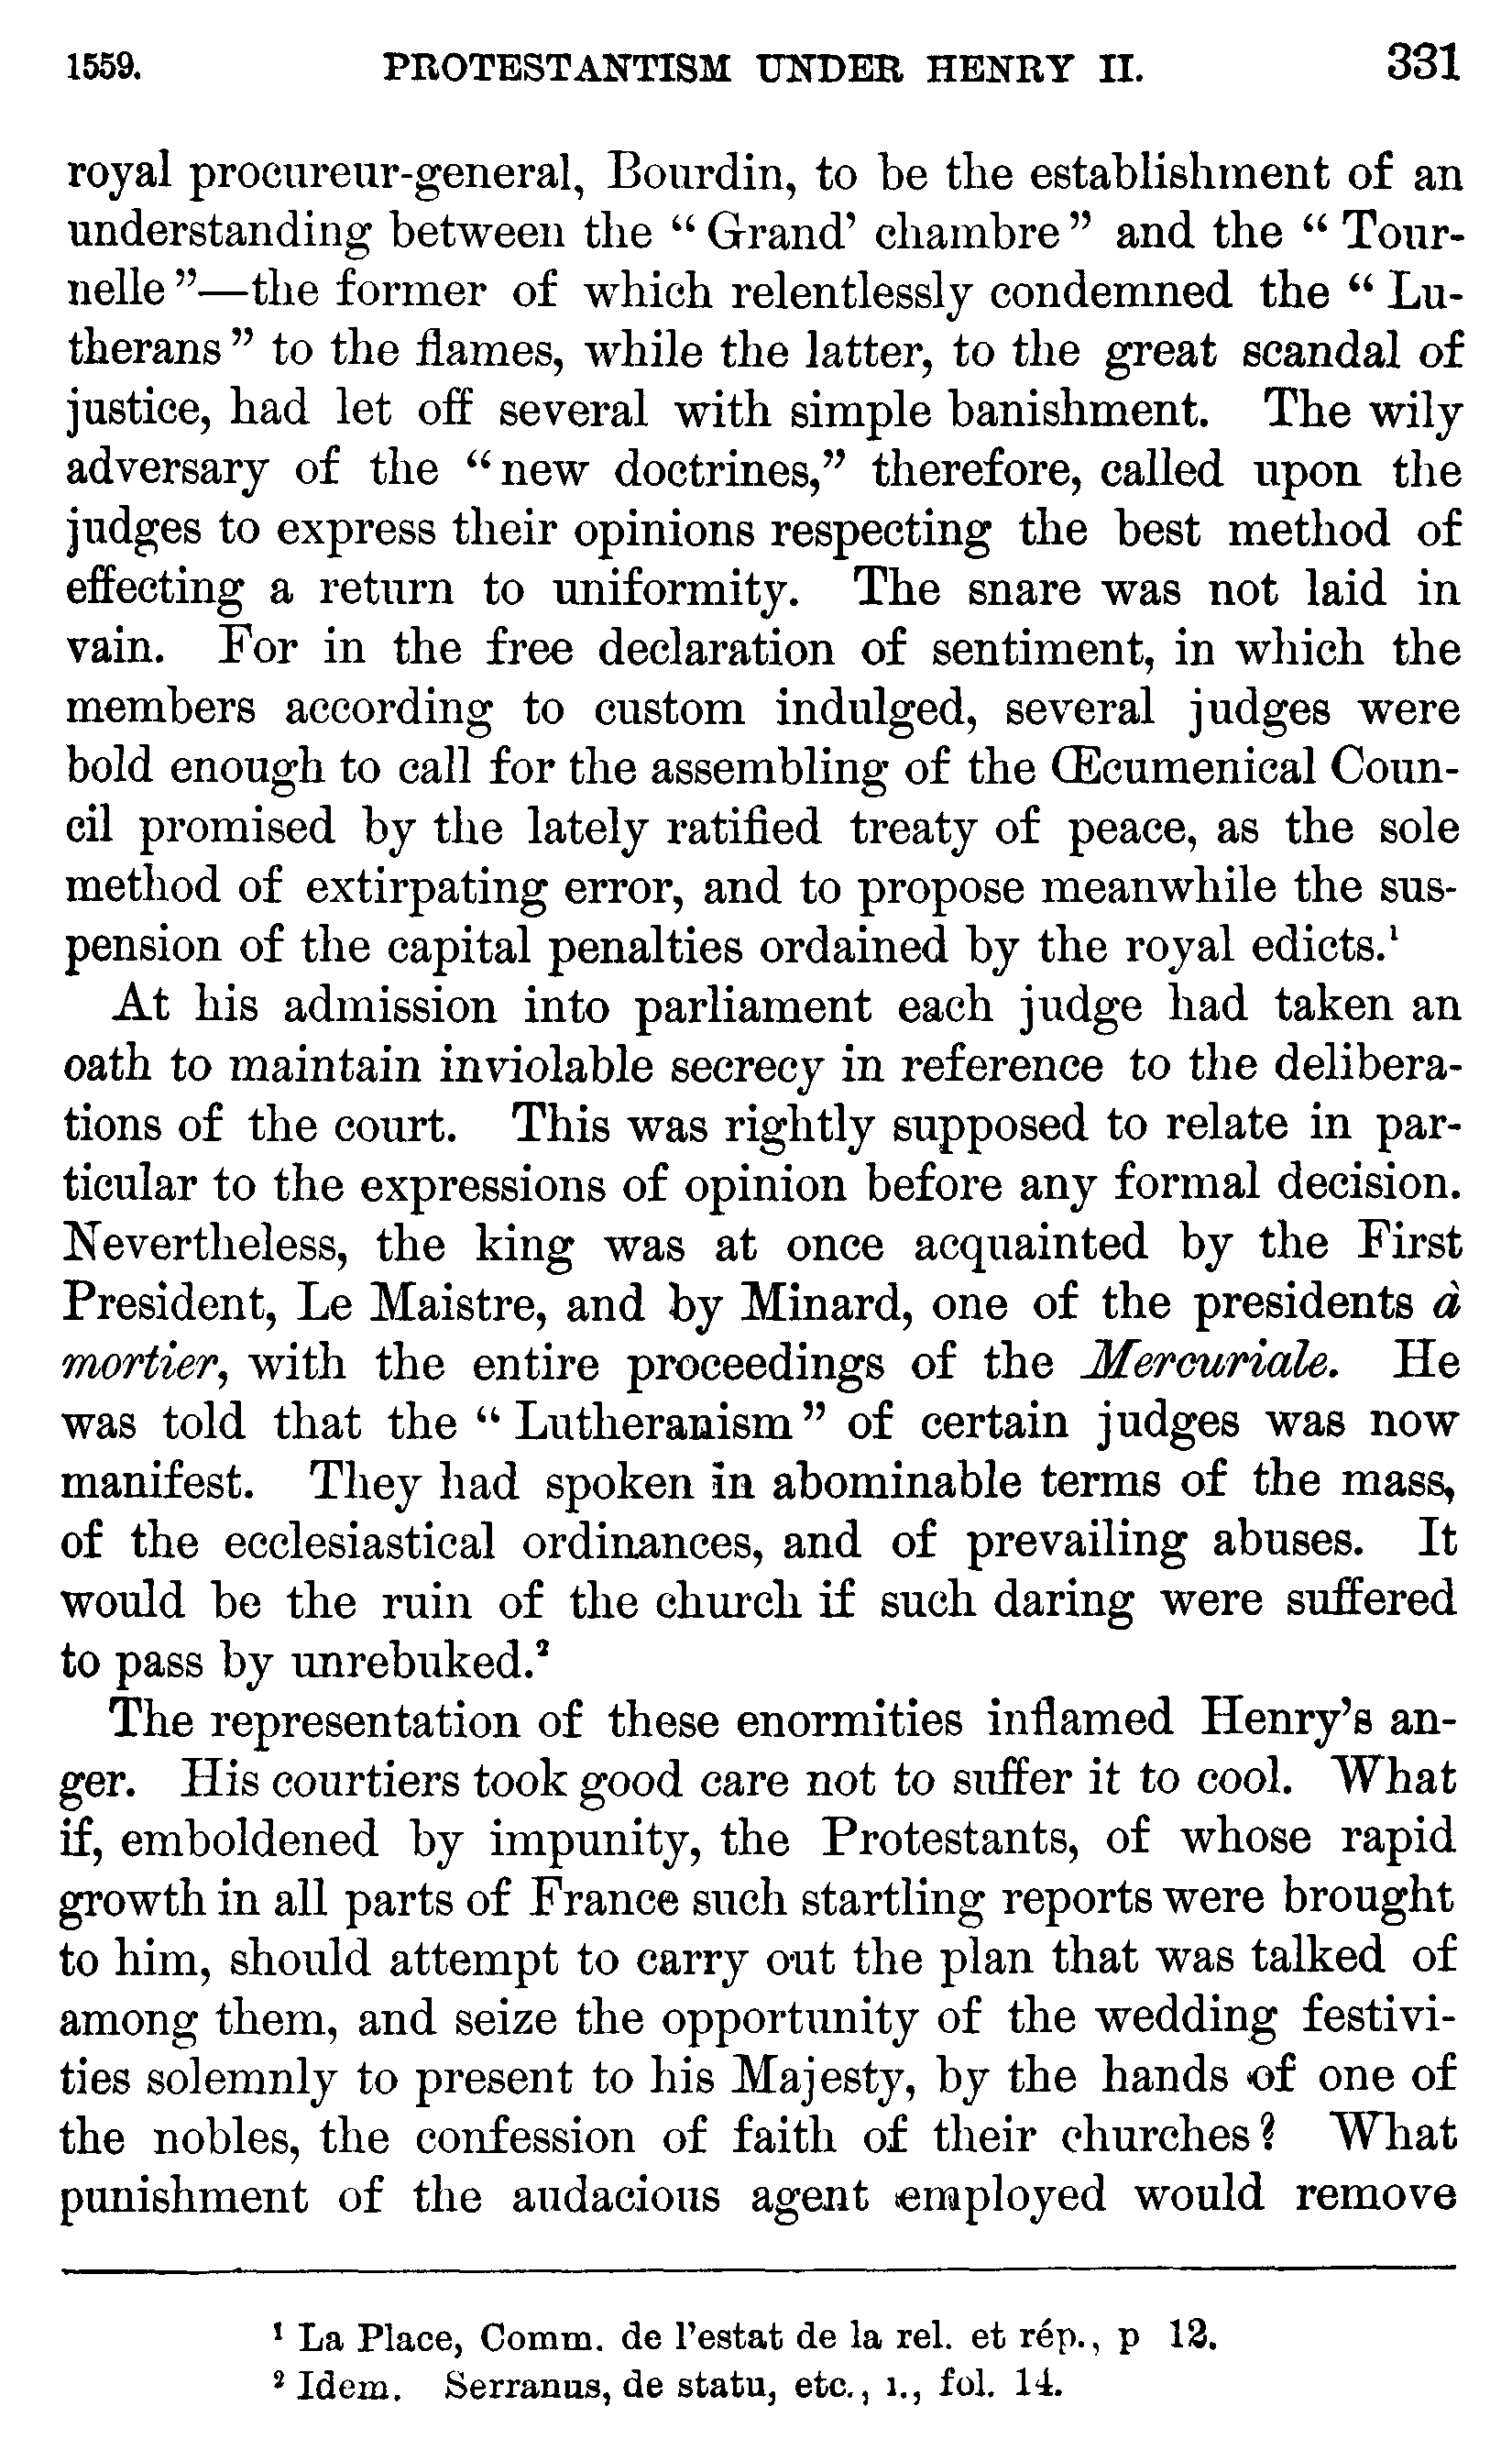 1559. PROTESTANTISM UNDER HENRY II. 331
royal procureur-general, Bourdin, to be the establishment of an
understanding between the “ Grand’ chambre ” and the “ Tour-
nelle ”—the former of which relentlessly condemned the “ Lu-
therans ” to the flames, while the latter, to the great scandal of
justice, had let off several with simple banishment. The wily
adversary of the “ new doctrines,” therefore, called upon the
judges to express their opinions respecting the best method of
effecting a return to uniformity. The snare was not laid in
vain. For in the free declaration of sentiment, in which the
members according to custom indulged, several judges were
bold enough to call for the assembling of the Œcumenical Coun-
cil promised by the lately ratified treaty of peace, as the sole
method of extirpating error, and to propose meanwhile the sus-
pension of the capital penalties ordained by the royal edicts.¹
At his admission into parliament each judge had taken an
oath to maintain inviolable secrecy in reference to the delibera-
tions of the court. This was rightly supposed to relate in par-
ticular to the expressions of opinion before any formal decision.
Nevertheless, the king was at once acquainted by the First
President, Le Maistre, and by Minard, one of the presidents à
mortier, with the entire proceedings of the Mercuriale. He
was told that the “ Lutheranism ” of certain judges was now
manifest. They had spoken in abominable terms of the mass,
of the ecclesiastical ordinances, and of prevailing abuses. It
would be the ruin of the church if such daring were suffered
to pass by unrebuked.²
The representation of these enormities inflamed Henry’s an-
ger. His courtiers took good care not to suffer it to cool. What
if, emboldened by impunity, the Protestants, of whose rapid
growth in all parts of France such startling reports were brought
to him, should attempt to carry out the plan that was talked of
among them, and seize the opportunity of the wedding festivi-
ties solemnly to present to his Majesty, by the hands of one of
the nobles, the confession of faith of their churches? What
punishment of the audacious agent employed would remove
¹ La Place, Comm. de l’estat de la rel. et rép., p 12.
² Idem. Serranus, de statu, etc., 1., fol. 14.